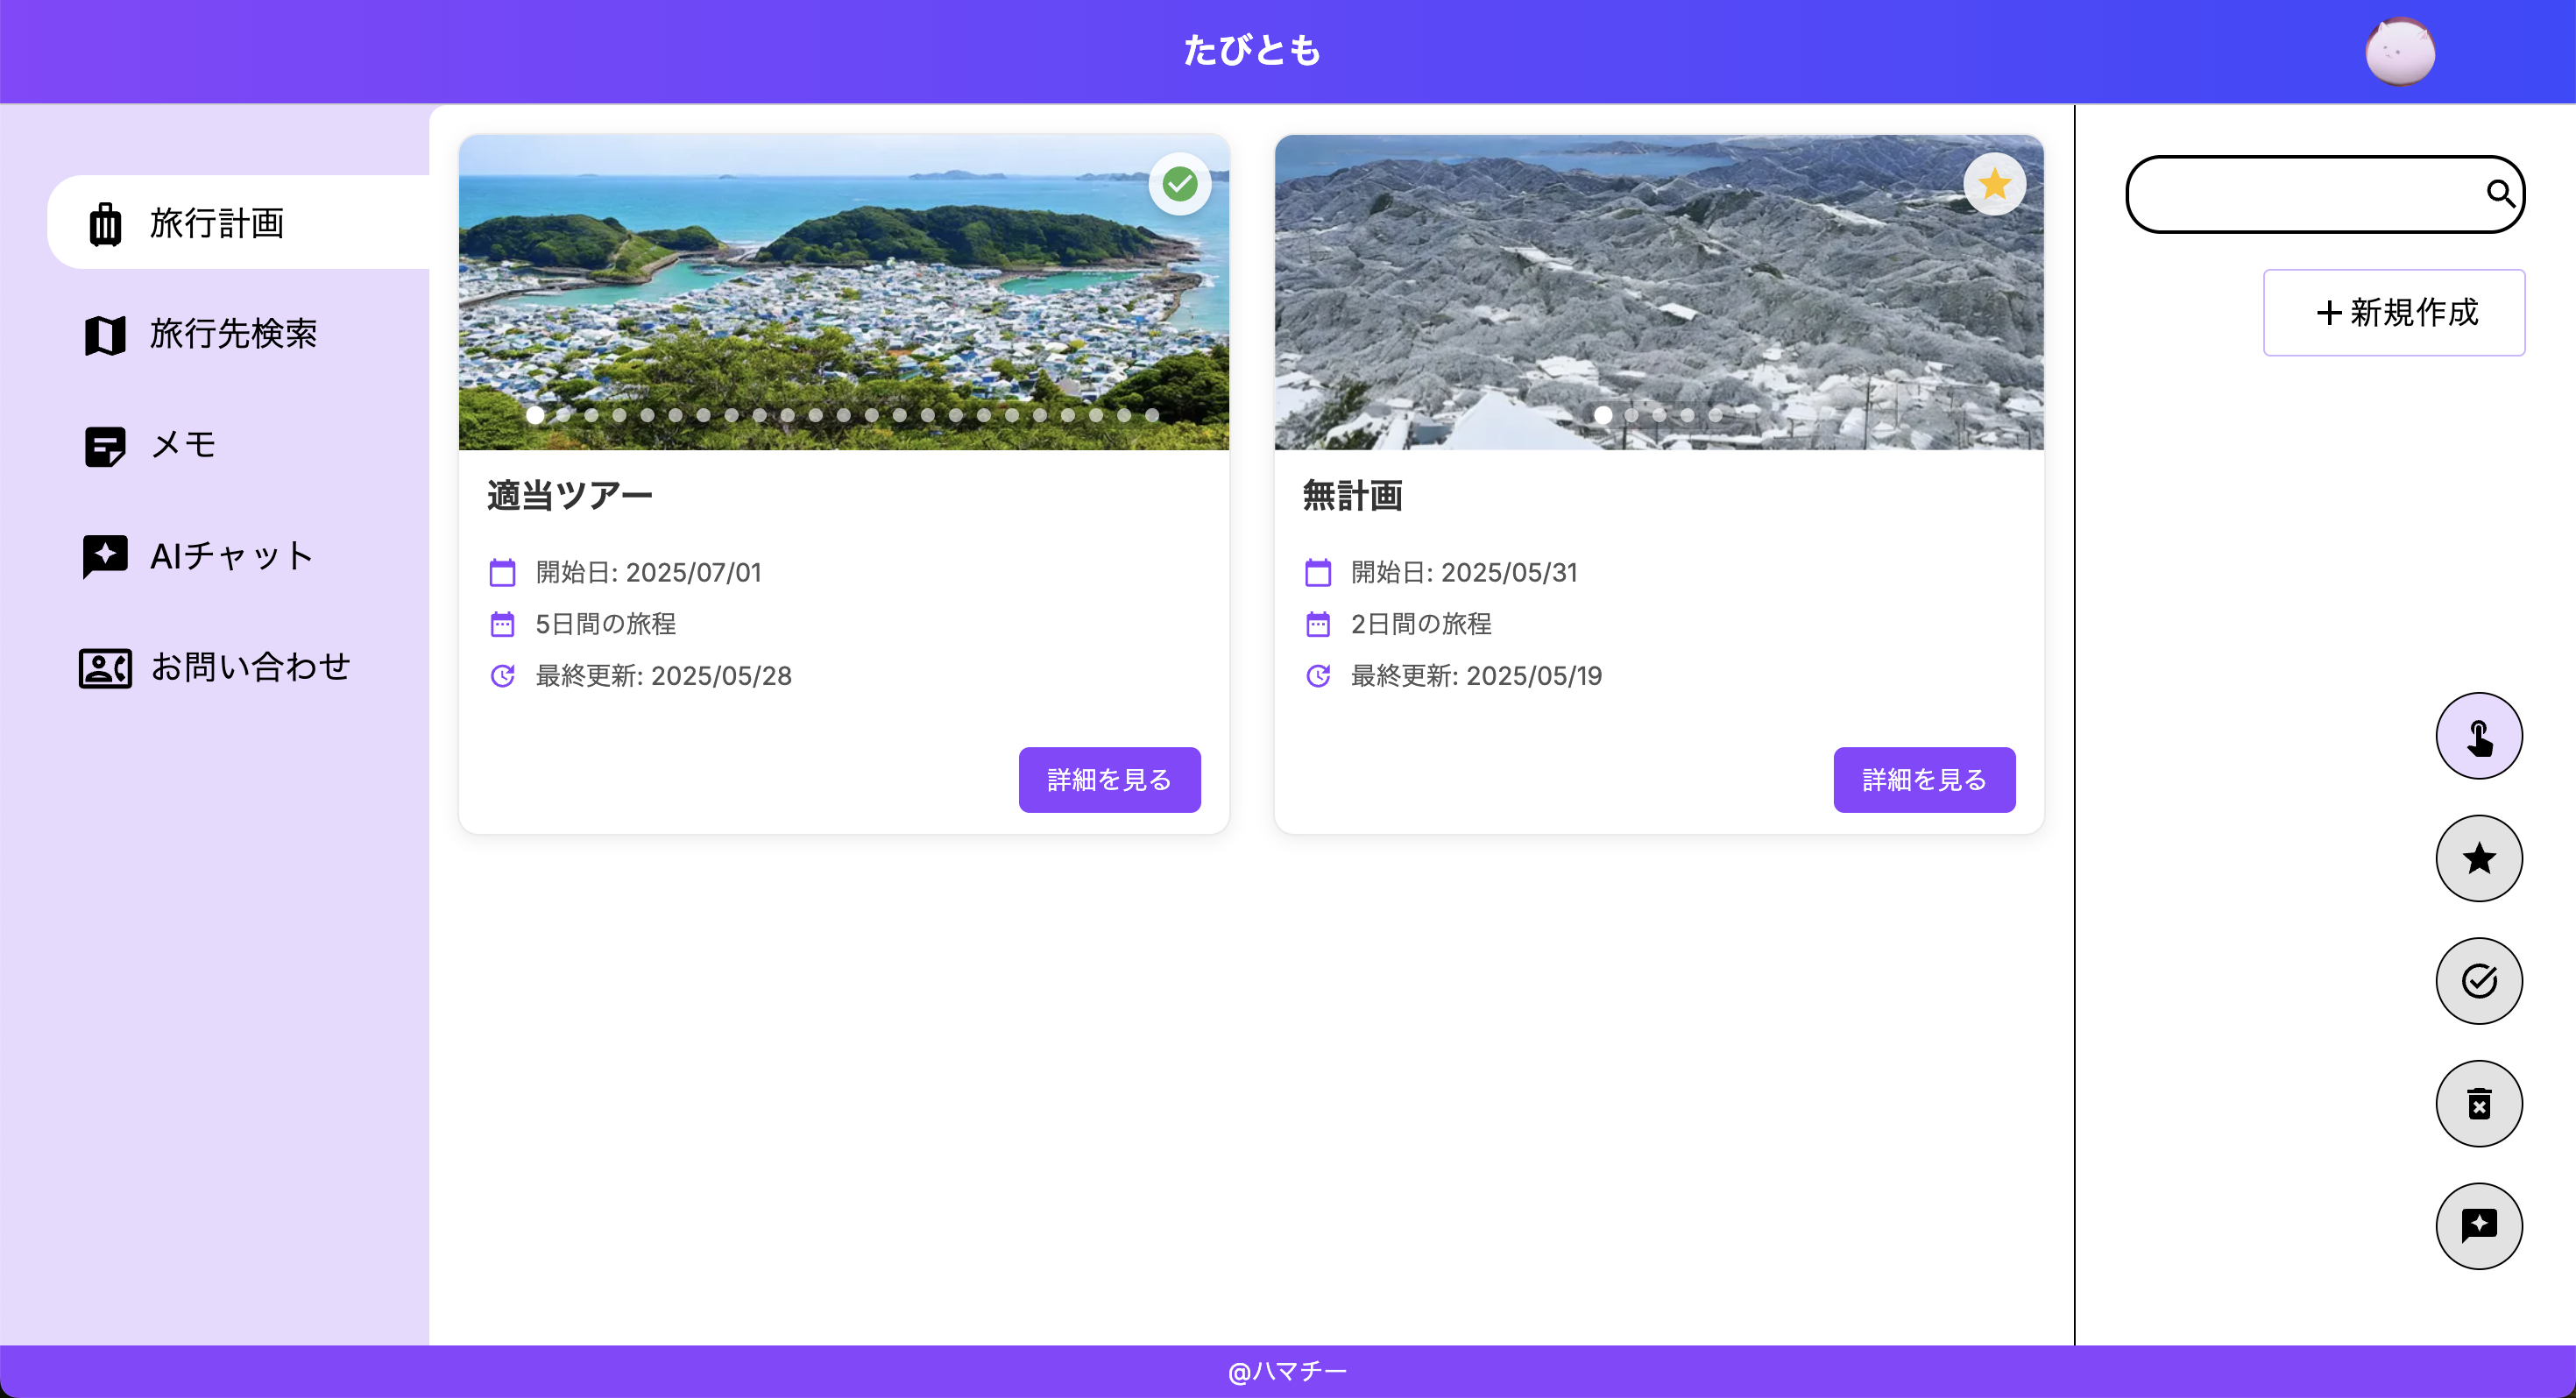 たびとも
旅行計画
旅行先検索
メモ
AIチャット
お問い合わせ
適当ツアー
開始日: 2025/07/01
5日間の旅程
最終更新: 2025/05/28
詳細を見る
無計画
開始日: 2025/05/31
2日間の旅程
最終更新: 2025/05/19
詳細を見る
+新規作成
@ハマチー